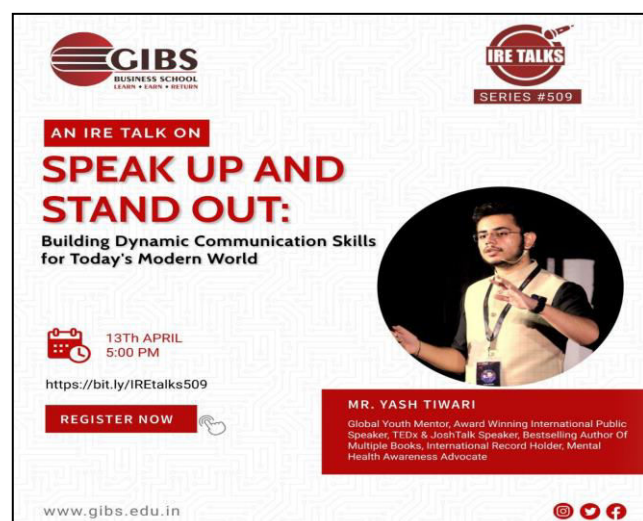 GIBS
BUSINESS SCHOOL
LEARN • EARN • RETURN
IRE TALKS
SERIES #509
AN IRE TALK ON
SPEAK UP AND
STAND OUT:
Building Dynamic Communication Skills
for Today's Modern World
13Th APRIL
5:00 PM
https://bit.ly/IREtalks509
REGISTER NOW
MR. YASH TIWARI
Global Youth Mentor, Award Winning International Public
Speaker, TEDx & JoshTalk Speaker, Bestselling Author Of
Multiple Books, International Record Holder, Mental
Health Awareness Advocate
www.gibs.edu.in